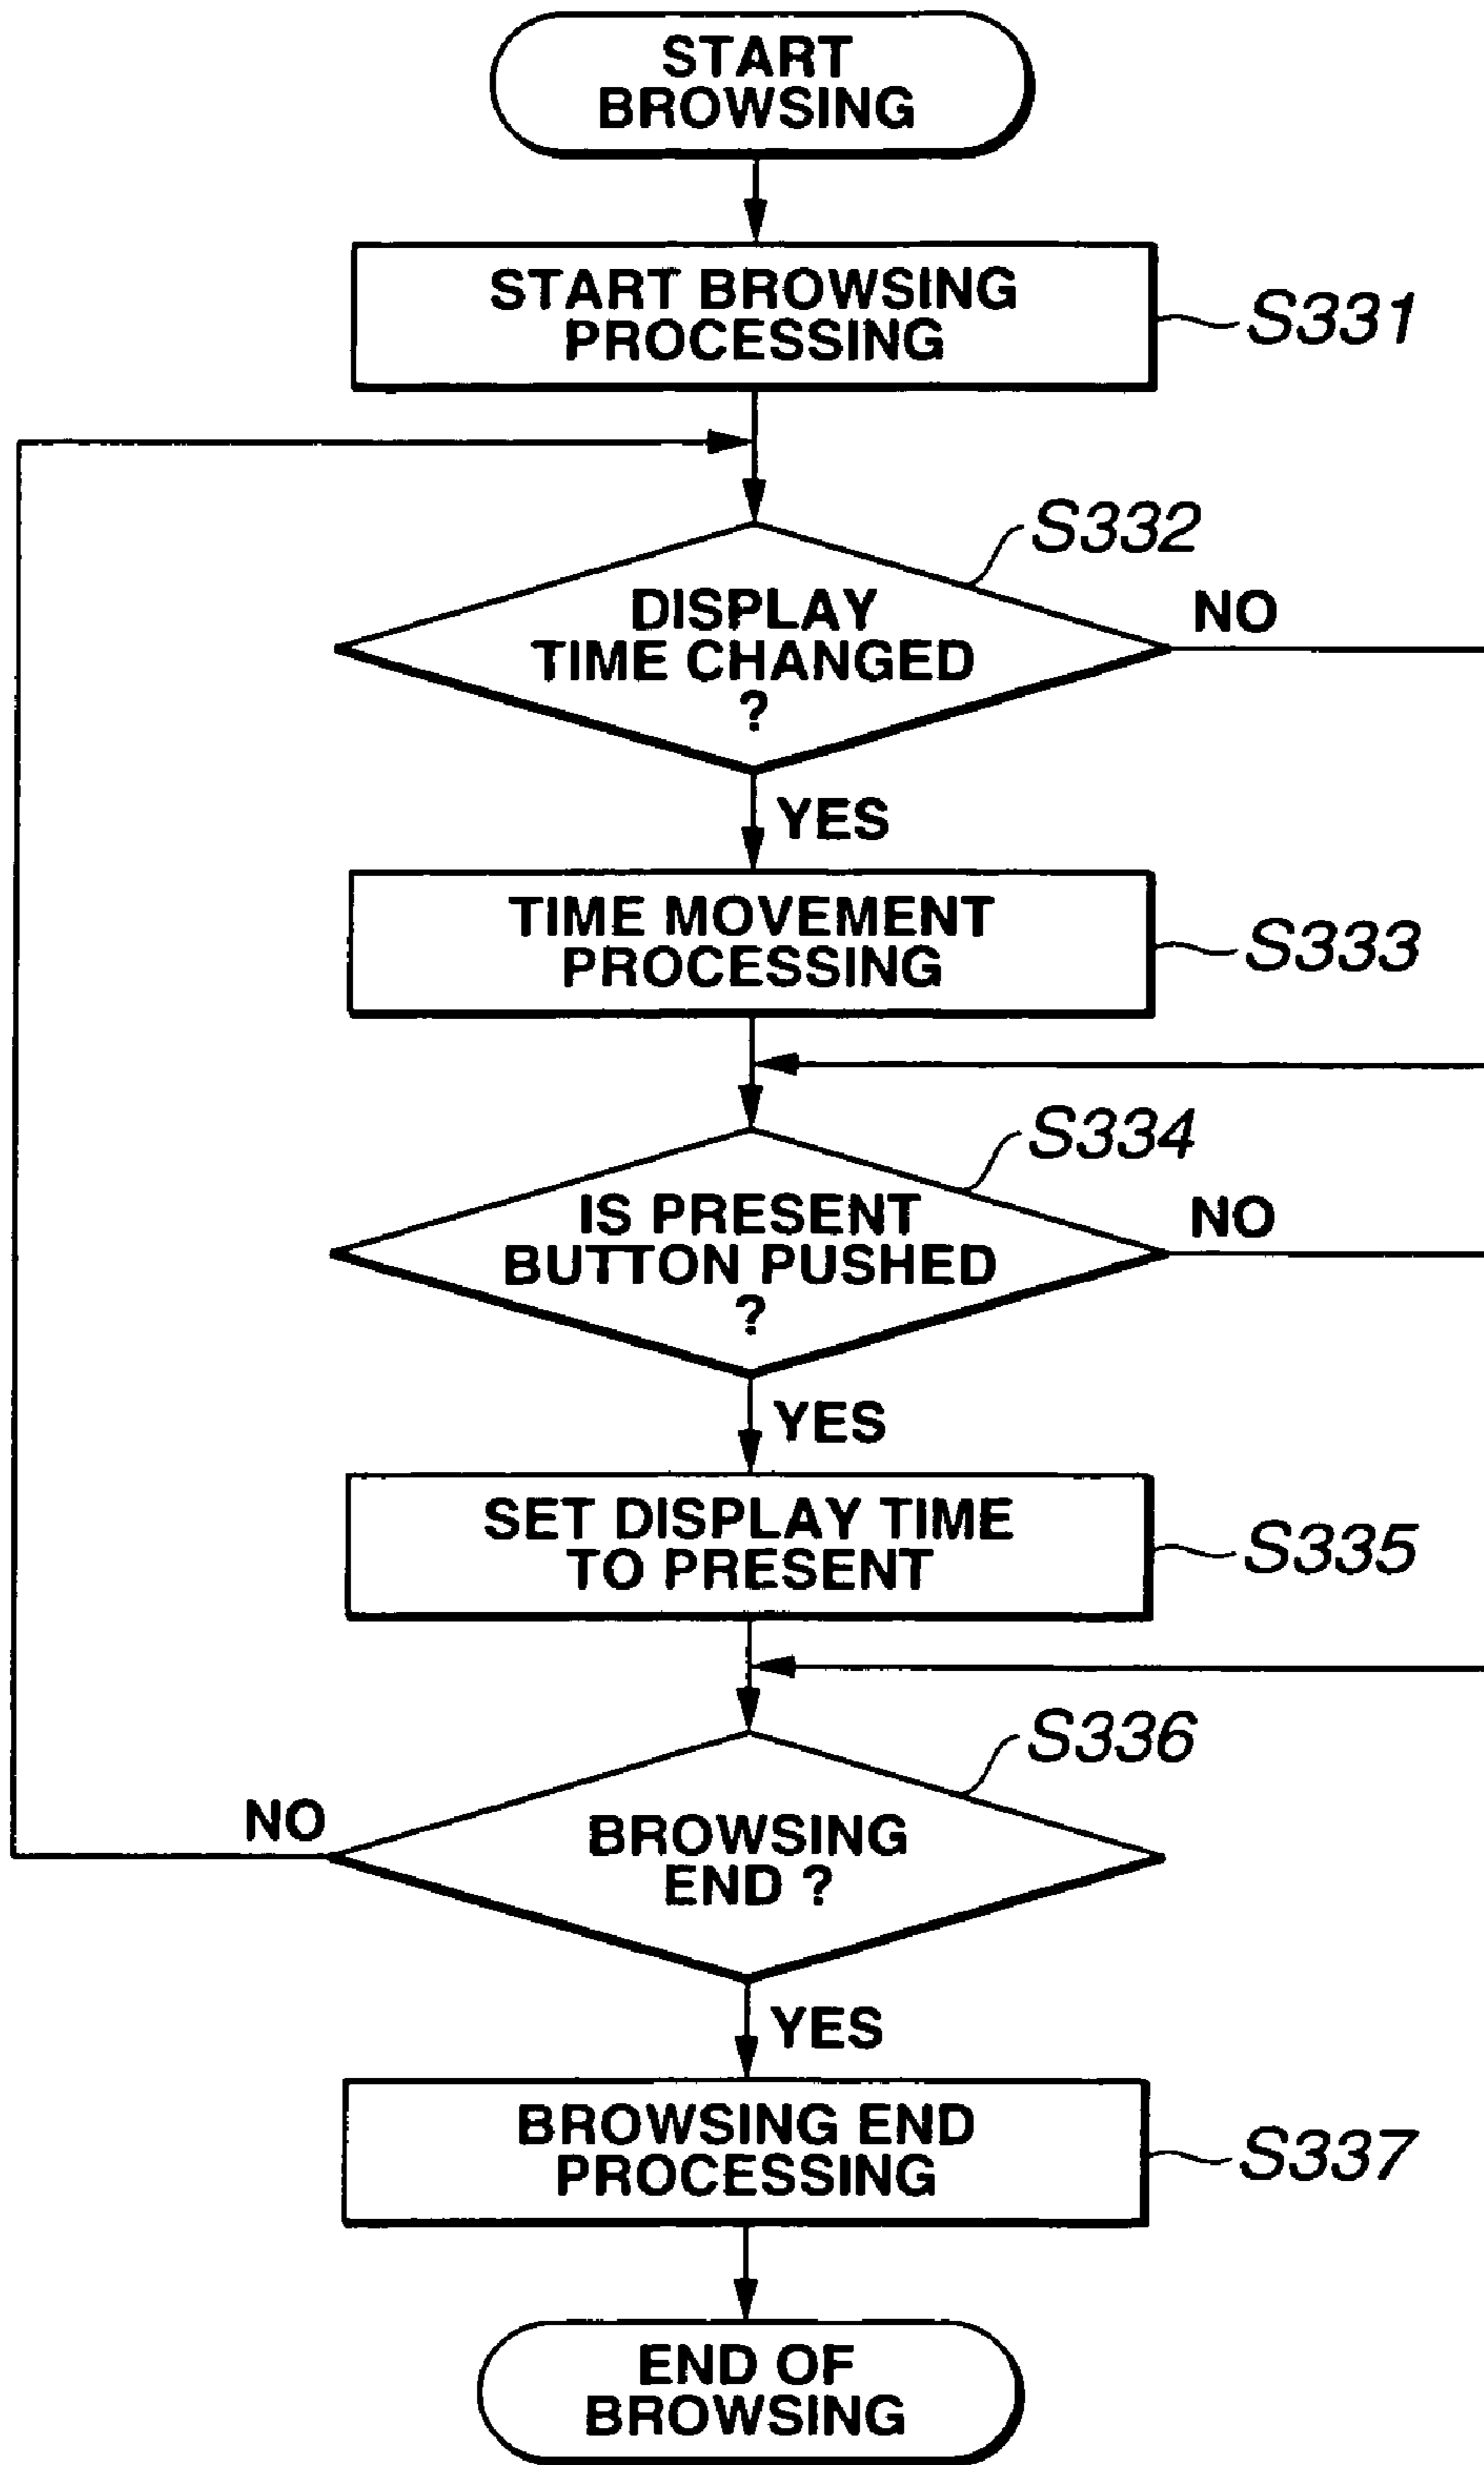 START
BROWSING
START BROWSING
PROCESSING
S331
S332
DISPLAY
TIME CHANGED
?
NO
YES
TIME MOVEMENT
PROCESSING
S333
S334
IS PRESENT
BUTTON PUSHED
?
NO
YES
SET DISPLAY TIME
TO PRESENT
S335
S336
NO
BROWSING
END ?
YES
BROWSING END
PROCESSING
S337
END OF
BROWSING